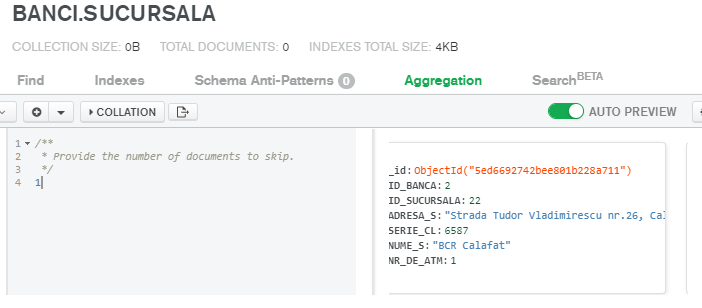 BANCI.SUCURSALA
COLLECTION SIZE: 0B TOTAL DOCUMENTS: 0 INDEXES TOTAL SIZE: 4KB
Find Indexes Schema Anti-Patterns 0 Aggregation Search BETA
COLLATION AUTO PREVIEW
1 /**
2 * Provide the number of documents to skip.
3 */
4 1
_id: ObjectId("5ed6692742bee801b228a711")
ID_BANCA: 2
ID_SUCURSALA: 22
ADRESA_S: "Strada Tudor Vladimirescu nr.26, Cal
SERIE_CL: 6587
NUME_S: "BCR Calafat"
NR_DE_ATM: 1